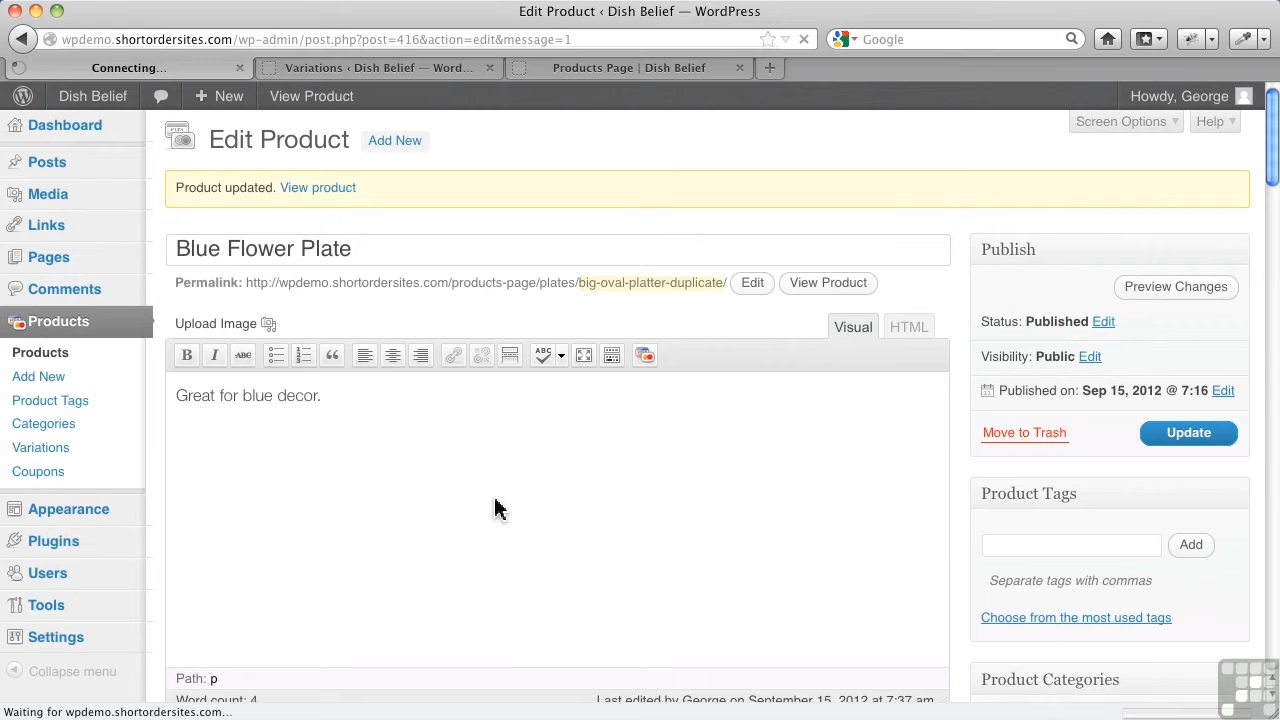 Edit Product ‹ Dish Belief — WordPress
wpdemo.shortordersites.com/wp-admin/post.php?post=416&action=edit&message=1
Google
Connecting...
Variations ‹ Dish Belief — Word...
Products Page | Dish Belief
Dish Belief
New
View Product
Howdy, George
Dashboard
Posts
Media
Links
Pages
Comments
Products
Products
Add New
Product Tags
Categories
Variations
Coupons
Appearance
Plugins
Users
Tools
Settings
Collapse menu
Screen Options
Help
Edit Product
Add New
Product updated. View product
Blue Flower Plate
Permalink: http://wpdemo.shortordersites.com/products-page/plates/big-oval-platter-duplicate/
Edit
View Product
Upload Image
Visual
HTML
B
I
ABC
ABC
Great for blue decor.
Path: p
Word count: 4
Last edited by George on September 15, 2012 at 7:37 am
Publish
Preview Changes
Status: Published Edit
Visibility: Public Edit
Published on: Sep 15, 2012 @ 7:16 Edit
Move to Trash
Update
Product Tags
Add
Separate tags with commas
Choose from the most used tags
Product Categories
Waiting for wpdemo.shortordersites.com...